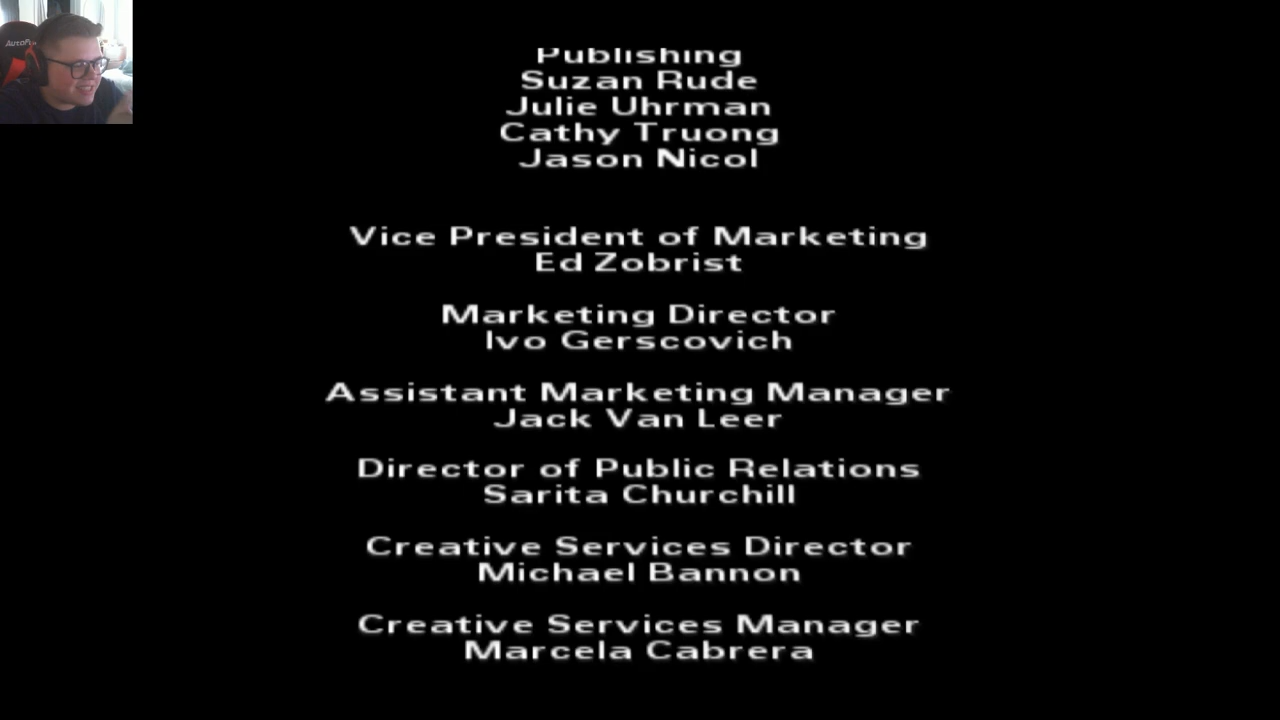 Publishing
Suzan Rude
Julie Uhrman
Cathy Truong
Jason Nicol
Vice President of Marketing
Ed Zobrist
Marketing Director
Ivo Gerscovich
Assistant Marketing Manager
Jack Van Leer
Director of Public Relations
Sarita Churchill
Creative Services Director
Michael Bannon
Creative Services Manager
Marcela Cabrera